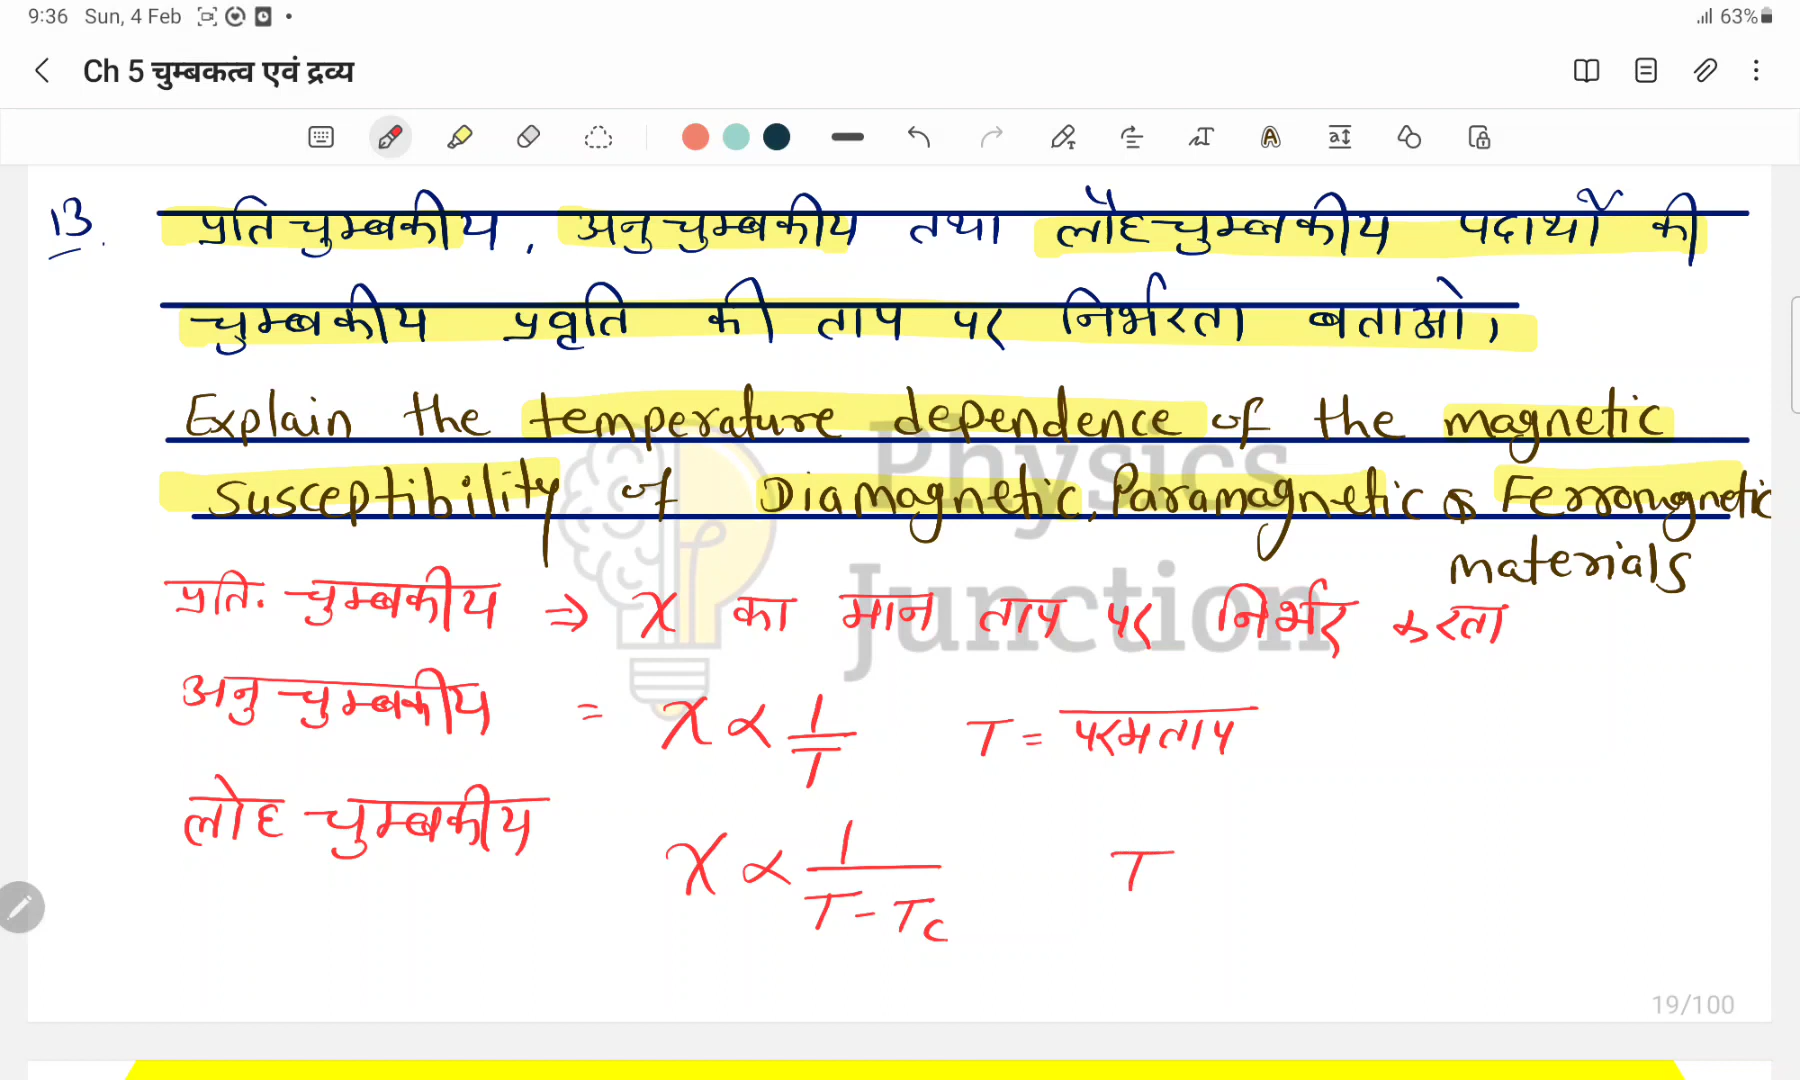 9:36 Sun, 4 Feb 63%
Ch 5 चुम्बकत्व एवं द्रव्य
13. प्रतिचुम्बकीय, अनुचुम्बकीय तथा लौहचुम्बकीय पदार्थों की
चुम्बकीय प्रवृति की ताप पर निर्भरता बताओ।
Explain the temperature dependence of the magnetic
Susceptibility of Diamagnetic, Paramagnetic & Ferromgnetic
materials
प्रति. चुम्बकीय ⇒ χ का मान ताप पर निर्भर करता
अनुचुम्बकीय = χ ∝ 1/T T = परमताप
लोह चुम्बकीय χ ∝ 1/(T - Tc) T
Physics
Junction
19/100